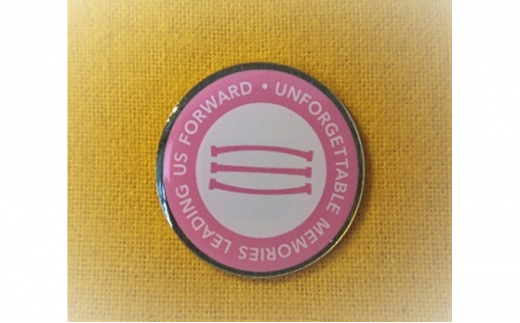 UNFORGETTABLE MEMORIES LEADING US FORWARD •